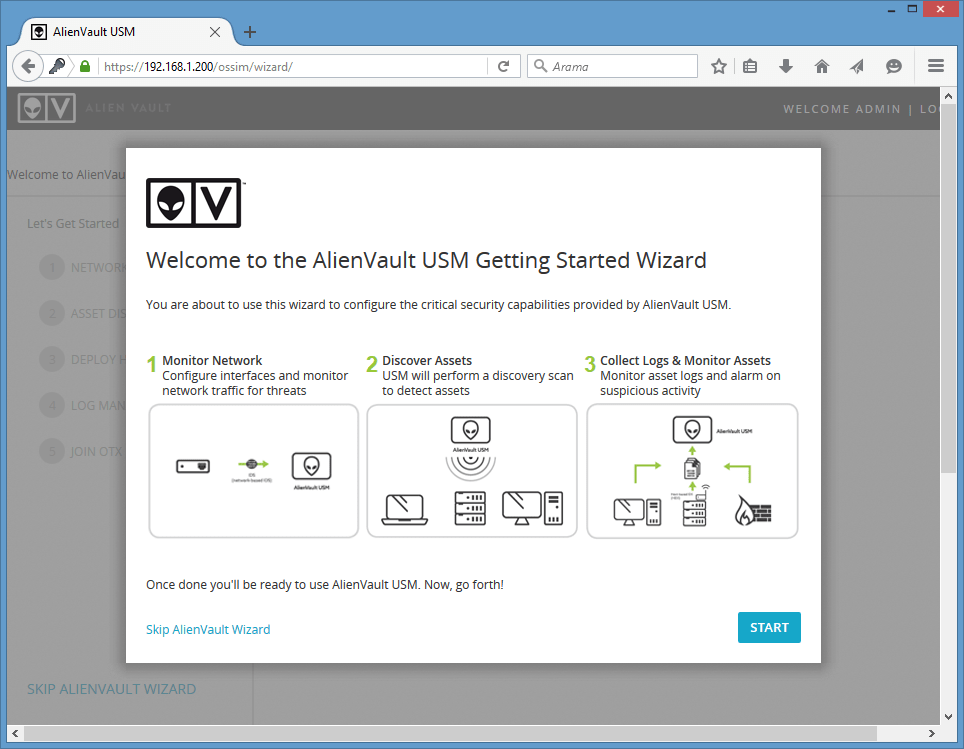 AlienVault USM
https://192.168.1.200/ossim/wizard/
Arama
ALIEN VAULT
WELCOME ADMIN | LO
Welcome to AlienVau
Let's Get Started
1 NETWORK
2 ASSET DIS
3 DEPLOY H
4 LOG MAN
5 JOIN OTX
SKIP ALIENVAULT WIZARD
V
™
Welcome to the AlienVault USM Getting Started Wizard
You are about to use this wizard to configure the critical security capabilities provided by AlienVault USM.
1 Monitor Network
Configure interfaces and monitor
network traffic for threats
IDS
(network-based IDS)
AlienVault USM
2 Discover Assets
USM will perform a discovery scan
to detect assets
AlienVault USM
3 Collect Logs & Monitor Assets
Monitor asset logs and alarm on
suspicious activity
AlienVault USM
Once done you'll be ready to use AlienVault USM. Now, go forth!
Skip AlienVault Wizard
START